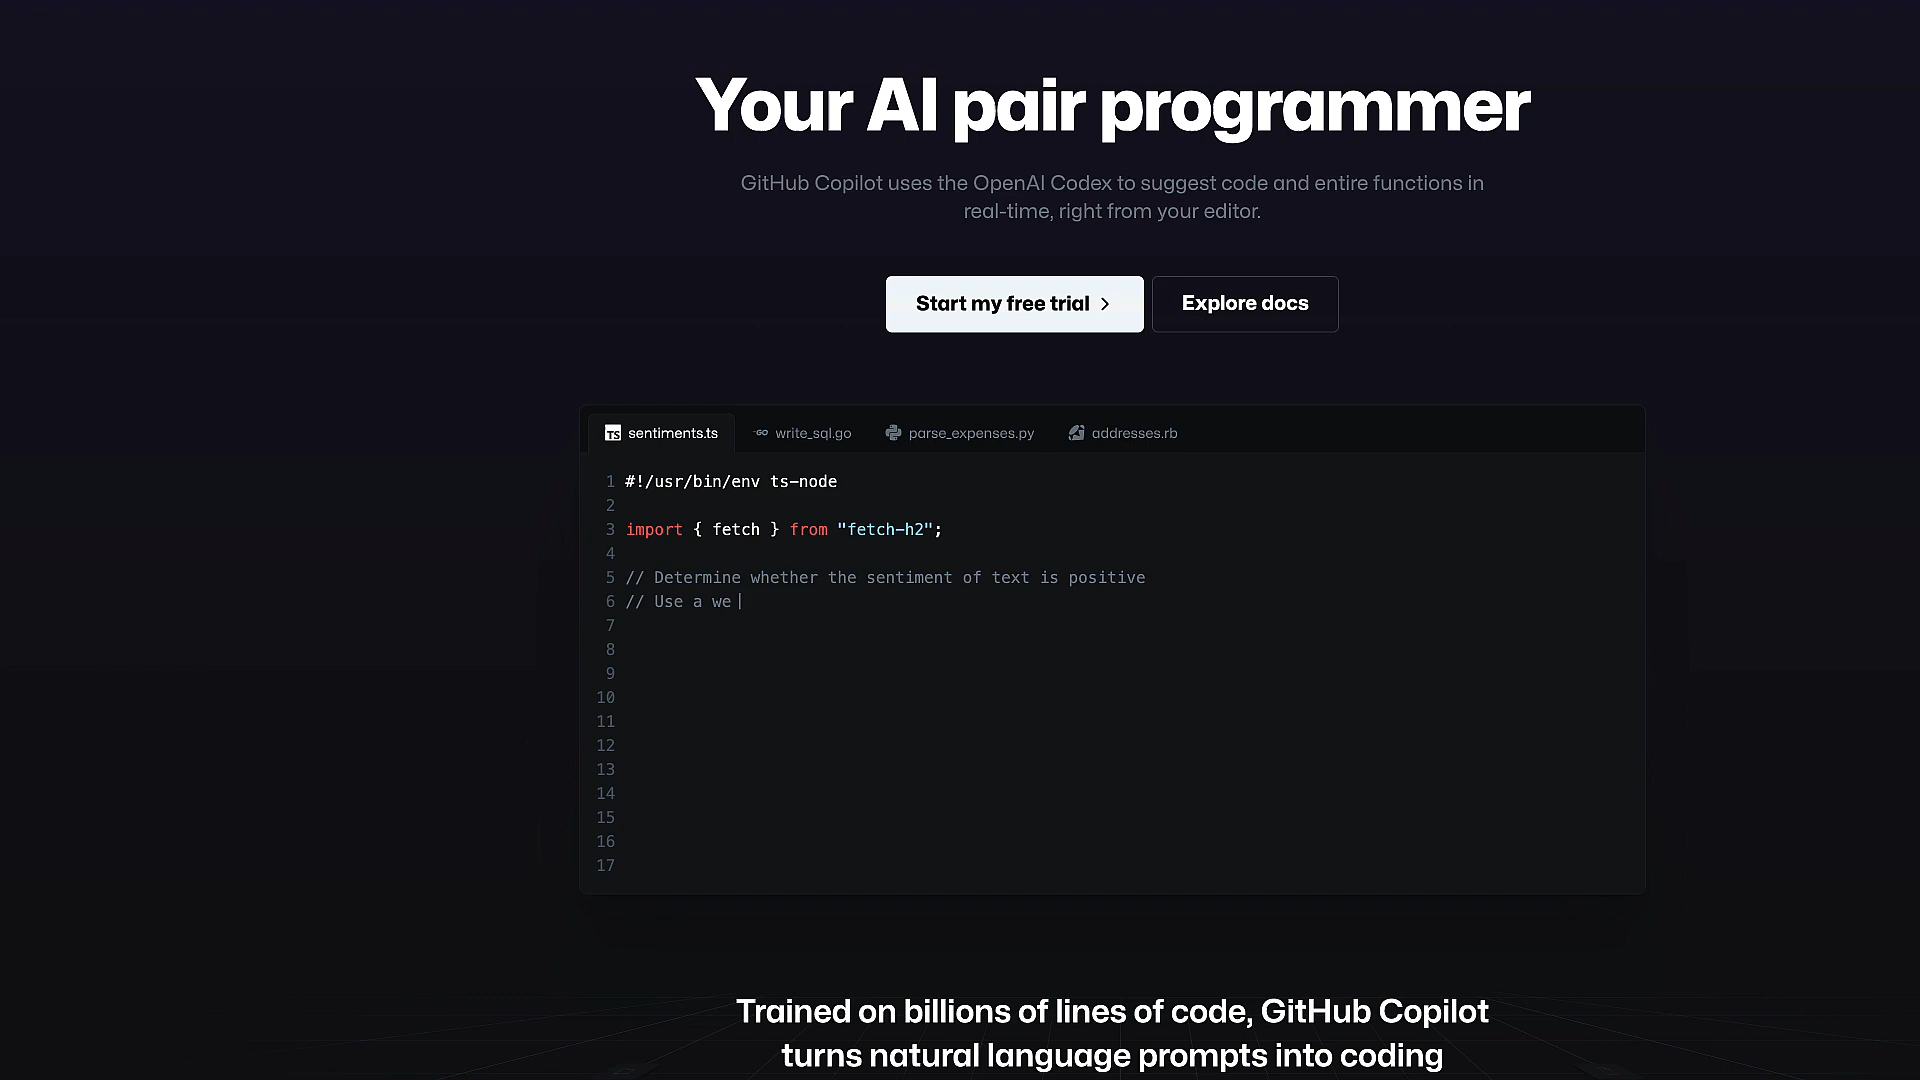 Your AI pair programmer
GitHub Copilot uses the OpenAI Codex to suggest code and entire functions in
real-time, right from your editor.
Start my free trial >
Explore docs
TS sentiments.ts
GO write_sql.go
parse_expenses.py
addresses.rb
1 #!/usr/bin/env ts-node
2
3 import { fetch } from "fetch-h2";
4
5 // Determine whether the sentiment of text is positive
6 // Use a we
7
8
9
10
11
12
13
14
15
16
17
Trained on billions of lines of code, GitHub Copilot
turns natural language prompts into coding